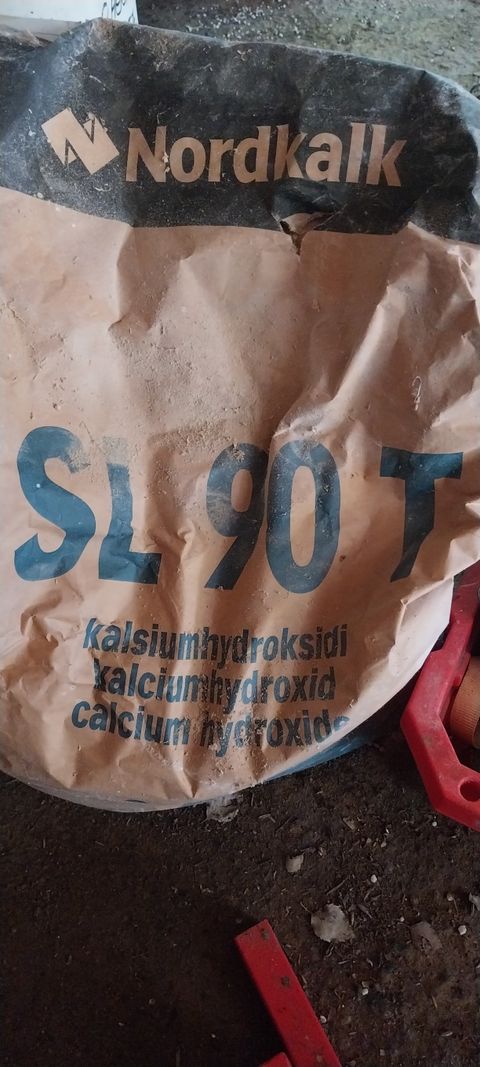 Nordkalk
SL 90 T
kalsiumhydroksidi
kalciumhydroxid
calcium hydroxide